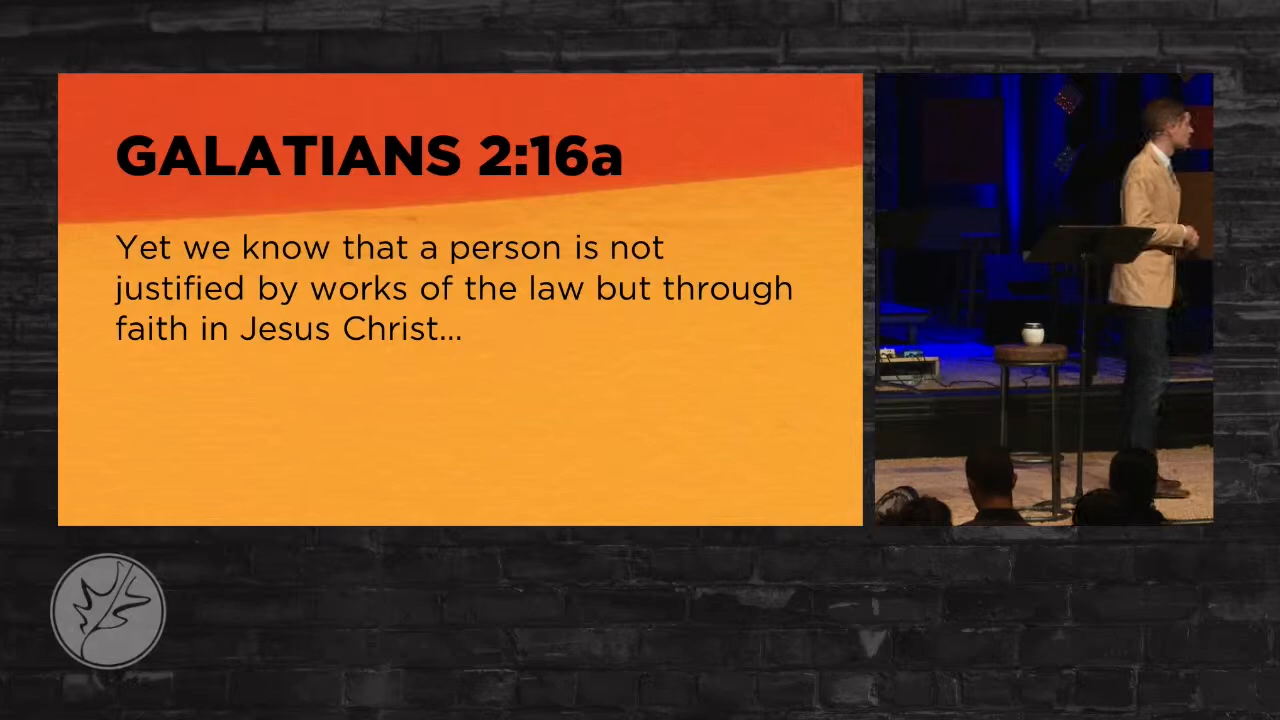 GALATIANS 2:16a
Yet we know that a person is not
justified by works of the law but through
faith in Jesus Christ...